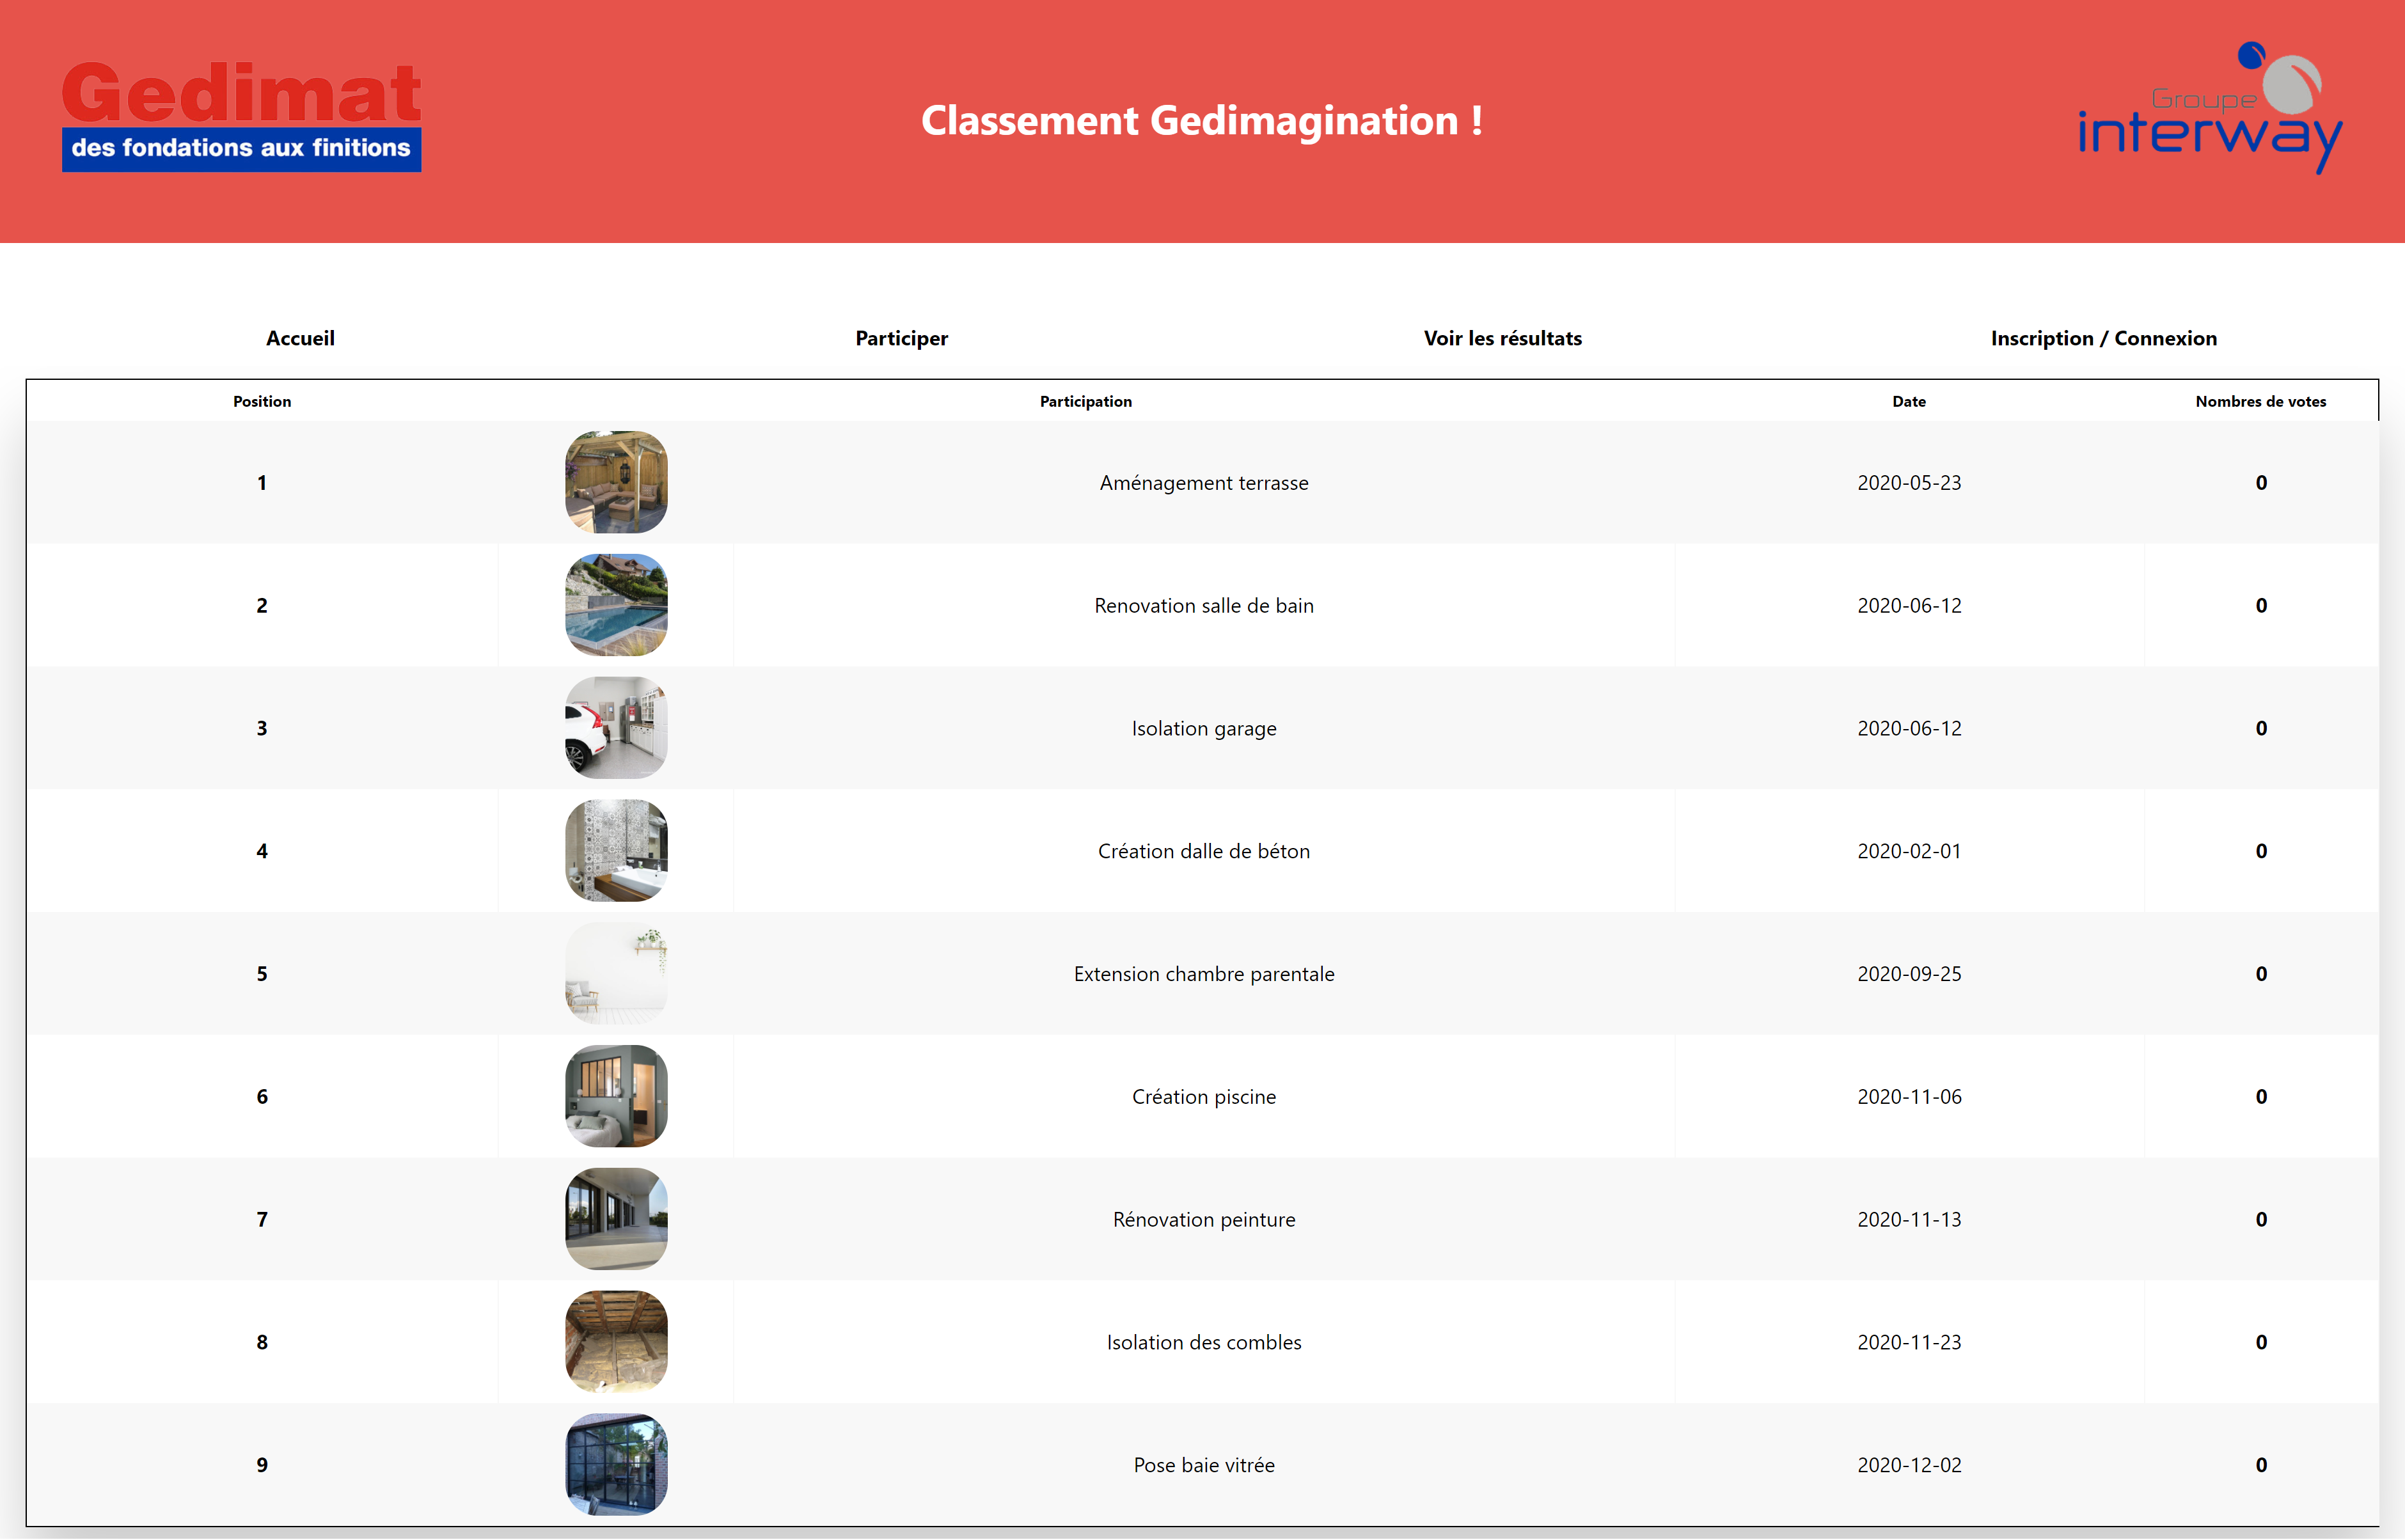 Gedimat
des fondations aux finitions
Classement Gedimagination !
Groupe
interway
Accueil Participer Voir les résultats Inscription / Connexion
Position Participation Date Nombres de votes
1 Aménagement terrasse 2020-05-23 0
2 Renovation salle de bain 2020-06-12 0
3 Isolation garage 2020-06-12 0
4 Création dalle de béton 2020-02-01 0
5 Extension chambre parentale 2020-09-25 0
6 Création piscine 2020-11-06 0
7 Rénovation peinture 2020-11-13 0
8 Isolation des combles 2020-11-23 0
9 Pose baie vitrée 2020-12-02 0